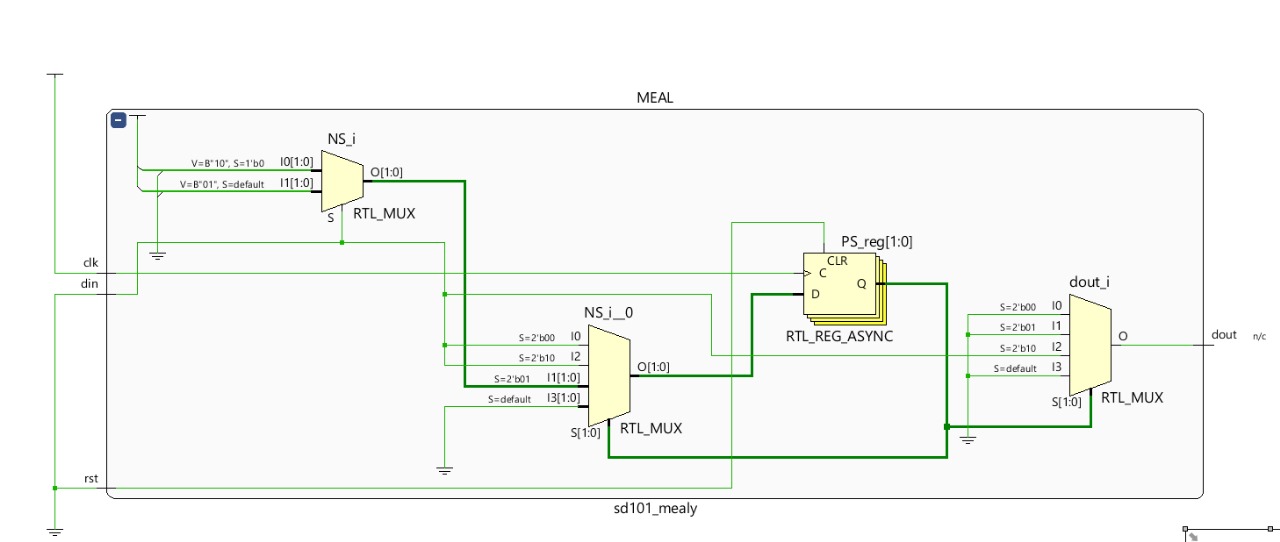 MEAL
NS_i
V=B"10", S=1'b0 I0[1:0]
V=B"01", S=default I1[1:0]
O[1:0]
S
RTL_MUX
clk
din
PS_reg[1:0]
CLR
C
D
Q
RTL_REG_ASYNC
NS_i__0
S=2'b00 I0
S=2'b10 I2
S=2'b01 I1[1:0]
S=default I3[1:0]
O[1:0]
S[1:0]
RTL_MUX
dout_i
S=2'b00 I0
S=2'b01 I1
S=2'b10 I2
S=default I3
O
S[1:0]
RTL_MUX
dout n/c
rst
sd101_mealy